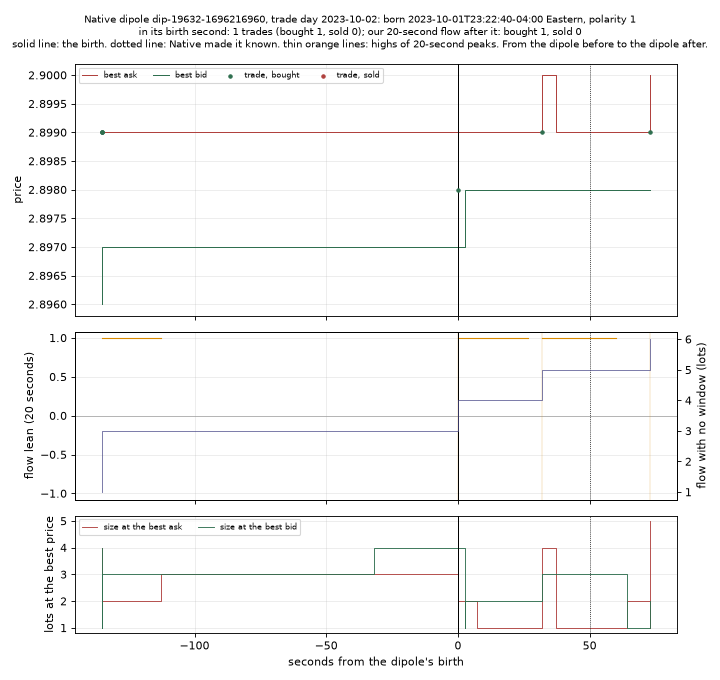 Native dipole dip-19632-1696216960, trade day 2023-10-02: born 2023-10-01T23:22:40-04:00 Eastern, polarity 1
in its birth second: 1 trades (bought 1, sold 0); our 20-second flow after it: bought 1, sold 0
solid line: the birth. dotted line: Native made it known. thin orange lines: highs of 20-second peaks. From the dipole before to the dipole after.
best ask best bid trade, bought trade, sold
2.9000
2.8995
2.8990
2.8985
2.8980
2.8975
2.8970
2.8965
2.8960
price
1.0
0.5
0.0
−0.5
−1.0
flow lean (20 seconds)
6
5
4
3
2
1
flow with no window (lots)
size at the best ask size at the best bid
5
4
3
2
1
lots at the best price
−100 −50 0 50
seconds from the dipole's birth